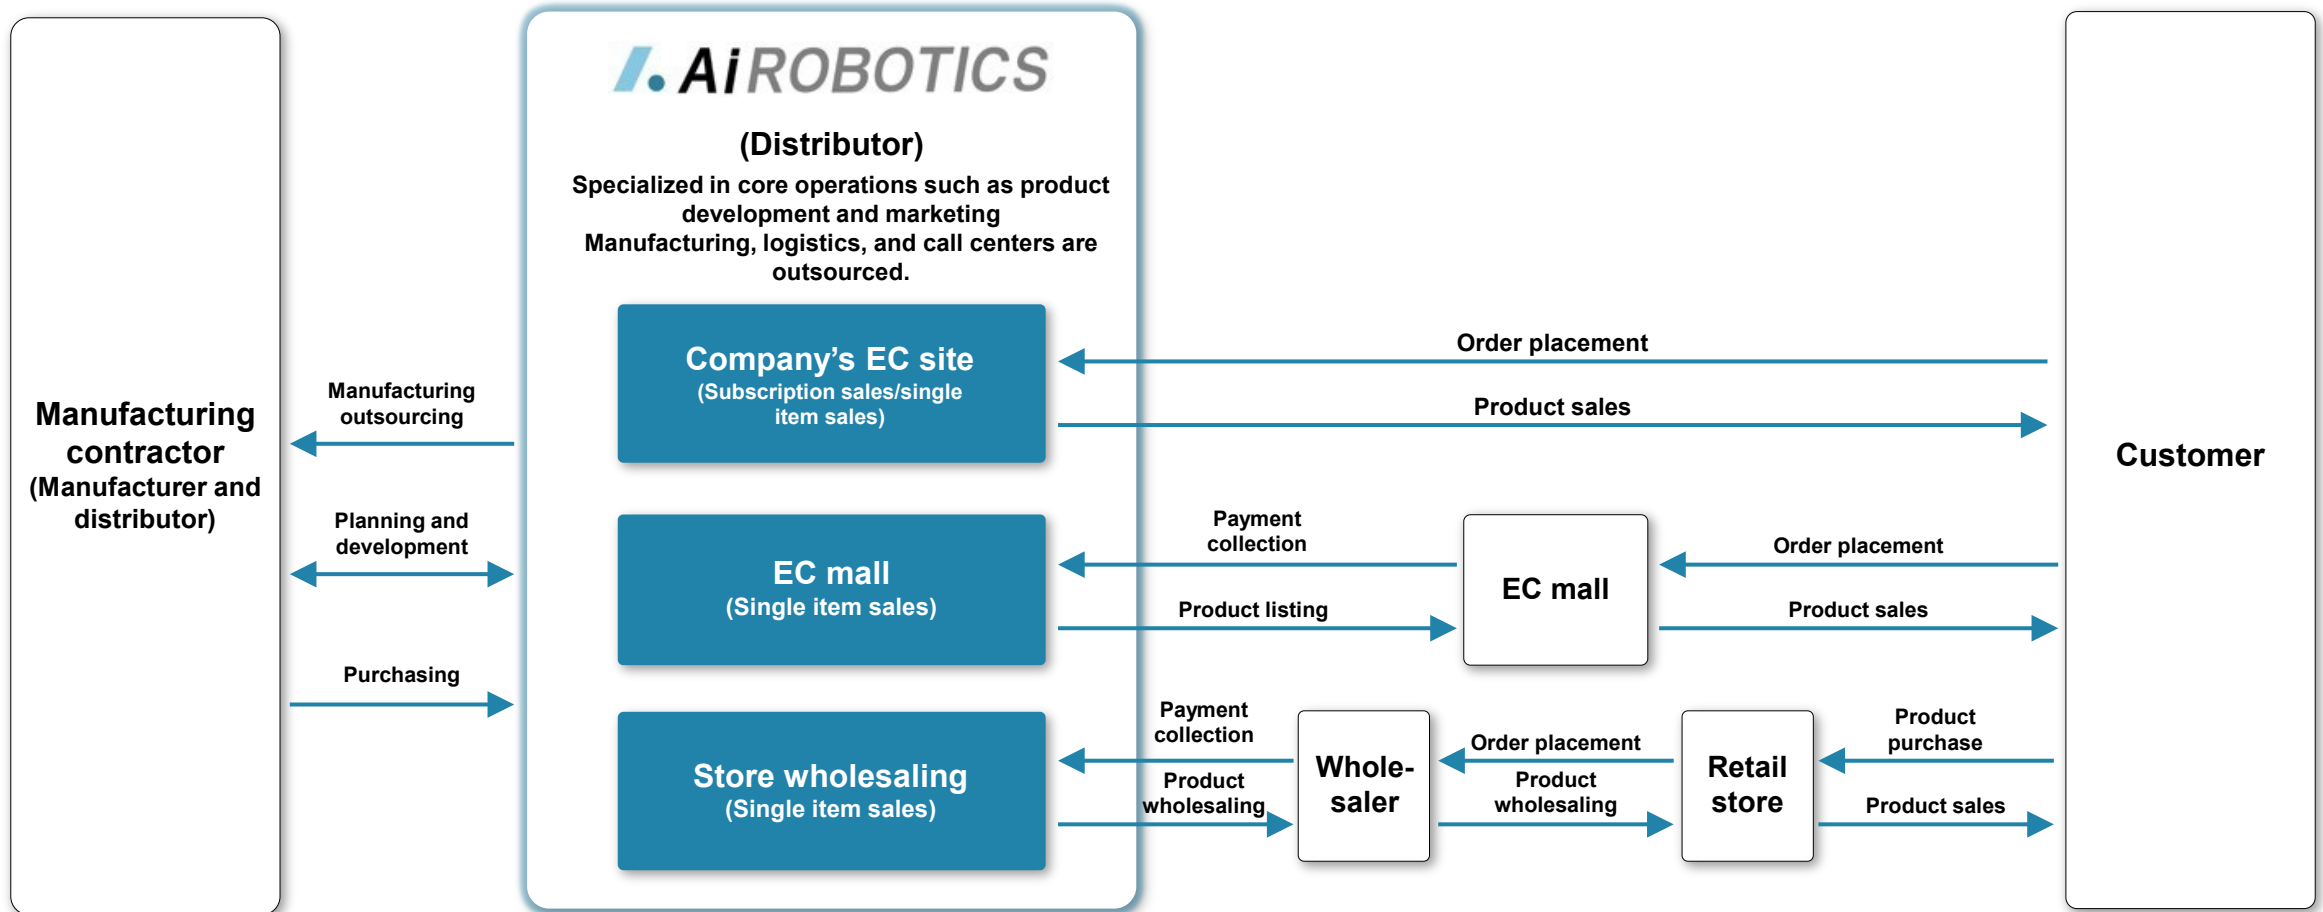 AiROBOTICS
(Distributor)
Specialized in core operations such as product
development and marketing
Manufacturing, logistics, and call centers are
outsourced.
Manufacturing
contractor
(Manufacturer and
distributor)
Manufacturing
outsourcing
Planning and
development
Purchasing
Company’s EC site
(Subscription sales/single
item sales)
Order placement
Product sales
EC mall
(Single item sales)
Payment
collection
Product listing
EC mall
Order placement
Product sales
Store wholesaling
(Single item sales)
Payment
collection
Product
wholesaling
Whole-
saler
Order placement
Product
wholesaling
Retail
store
Product
purchase
Product sales
Customer